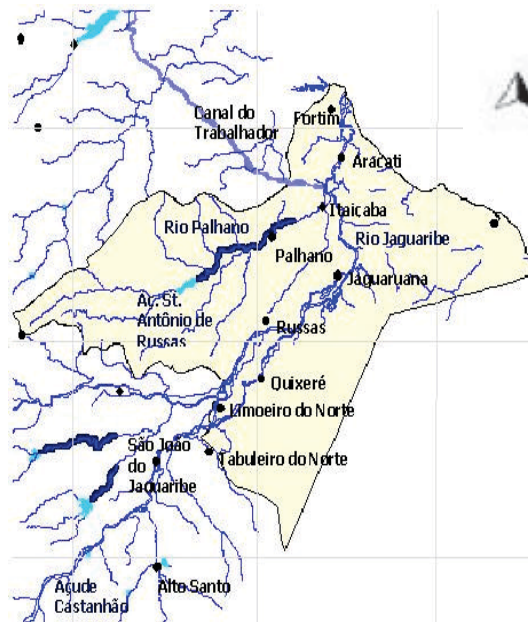 Canal do
Trabalhador
Fortim
Aracati
Itaiçaba
Rio Palhano
Rio Jaguaribe
Palhano
Jaguaruana
Aç. St.
Antônio de
Russas
Russas
Quixeré
Limoeiro do Norte
São João
do
Jaguaribe
Tabuleiro do Norte
Açude
Castanhão
Alto Santo